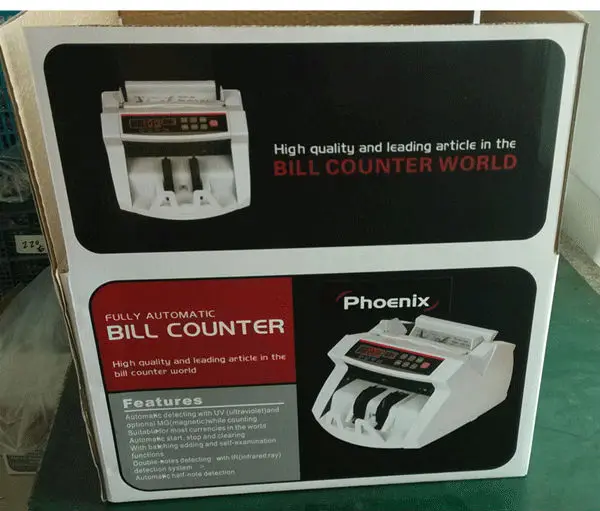 High quality and leading article in the
BILL COUNTER WORLD
Phoenix
FULLY AUTOMATIC
BILL COUNTER
High quality and leading article in the
bill counter world
Features
Automatic detecting with UV (ultraviolet)and
optional MG(magnetic)while counting
Suitable for most currencies in the world
Automatic start, stop and clearing
With batching adding and self-examination
functions
Double-notes detecting with IR(infrared ray)
detection system >
Automatic half-note detection
220